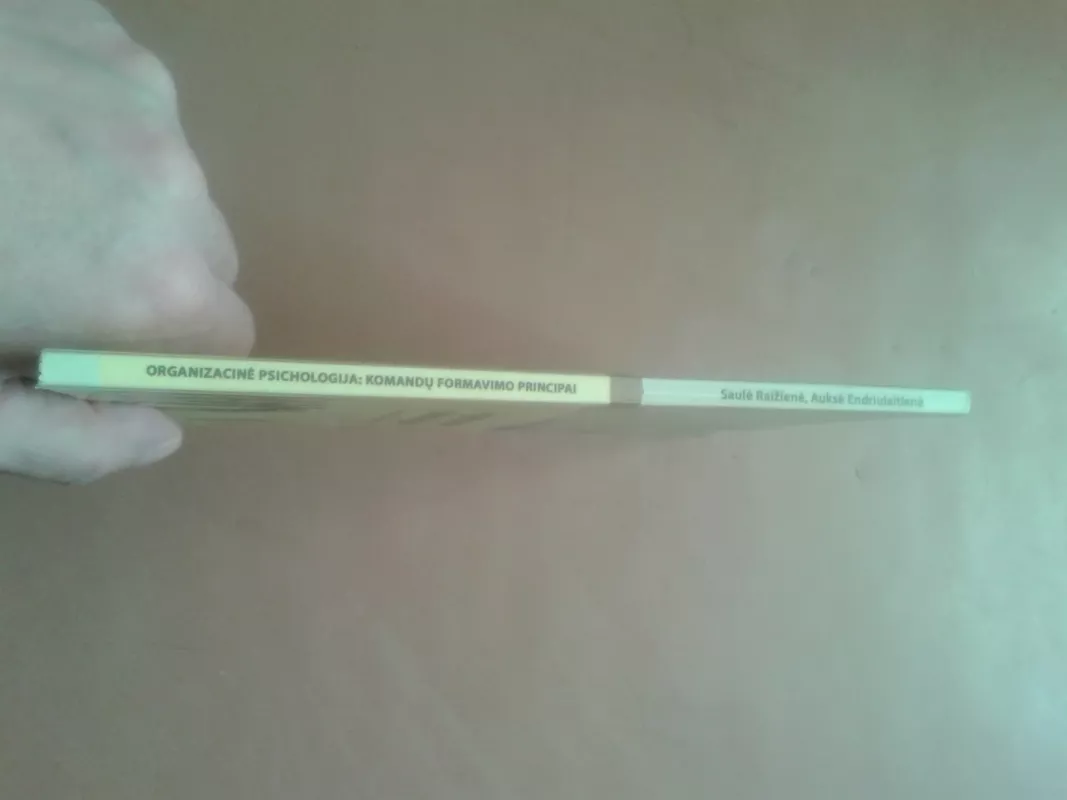 ORGANIZACINĖ PSICHOLOGIJA: KOMANDŲ FORMAVIMO PRINCIPAI
Saulė Raižienė, Auksė Endriulaitienė